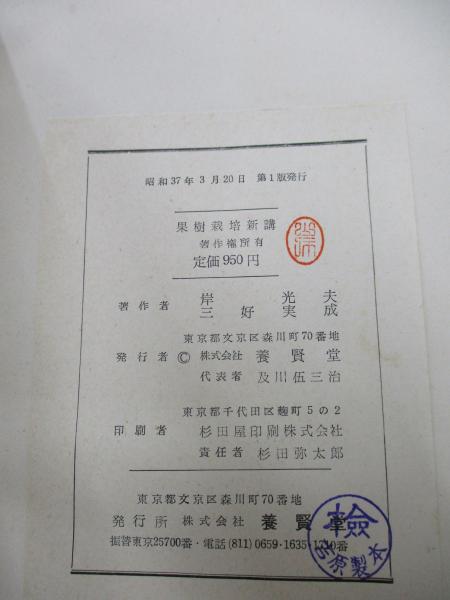 昭和37年3月20日 第1版発行
果樹栽培新講
著作権所有
定価950円
著作者 岸光夫
三好実成
東京都文京区森川町70番地
発行者 © 株式会社 養賢堂
代表者 及川伍三治
東京都千代田区麹町5の2
印刷者 杉田屋印刷株式会社
責任者 杉田弥太郎
東京都文京区森川町70番地
発行所 株式会社 養賢堂
振替東京25700番・電話(811)0659・1635・1710番
検
原製本